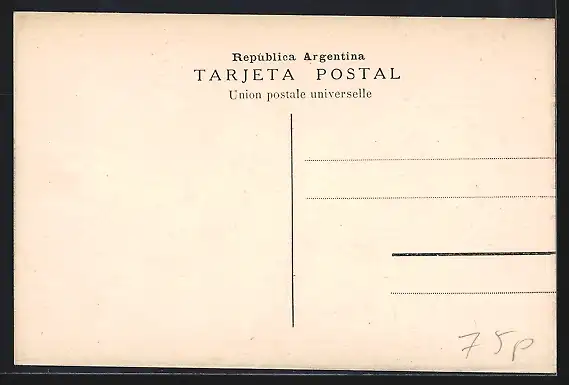 República Argentina
TARJETA POSTAL
Union postale universelle
75p